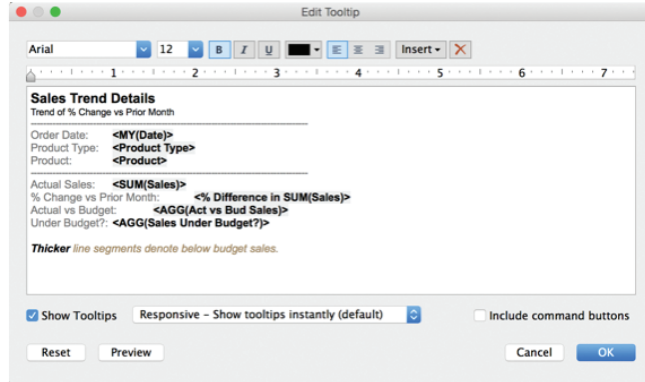 Edit Tooltip
Arial 12 B I U Insert
1 2 3 4 5 6 7
Sales Trend Details
Trend of % Change vs Prior Month
Order Date: <MY(Date)>
Product Type: <Product Type>
Product: <Product>
Actual Sales: <SUM(Sales)>
% Change vs Prior Month: <% Difference in SUM(Sales)>
Actual vs Budget: <AGG(Act vs Bud Sales)>
Under Budget?: <AGG(Sales Under Budget?)>
Thicker line segments denote below budget sales.
Show Tooltips Responsive – Show tooltips instantly (default) Include command buttons
Reset Preview Cancel OK